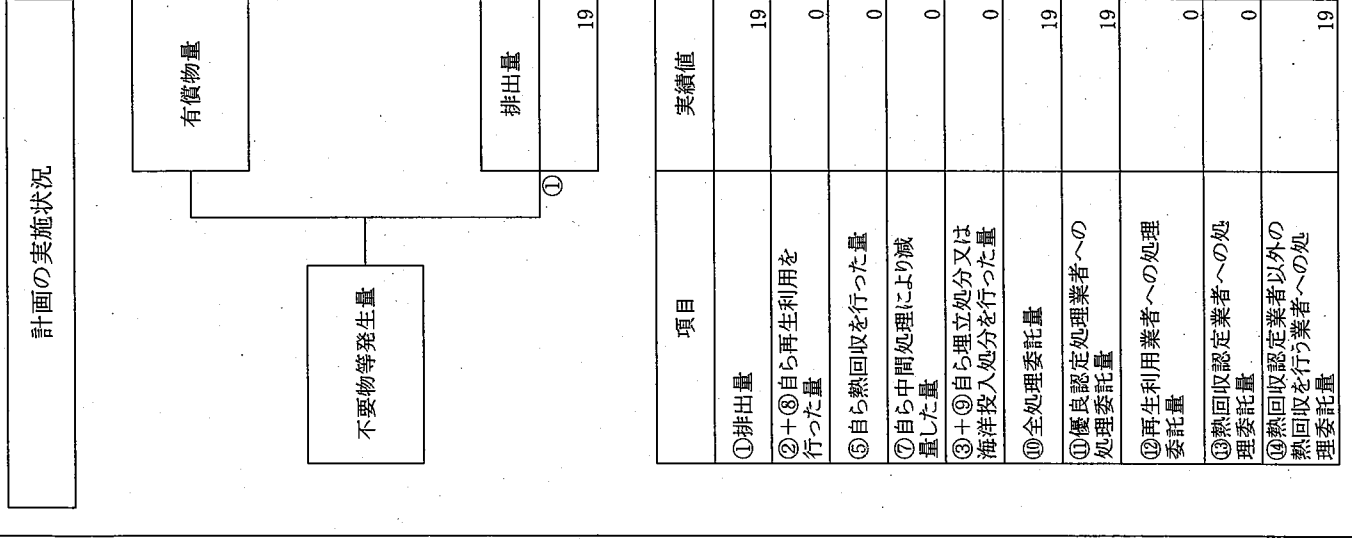 計画の実施状況
有償物量
不要物等発生量
①
排出量
19
項目
実績値
①排出量
19
②+⑧自ら再生利用を
行った量
0
⑤自ら熱回収を行った量
0
⑦自ら中間処理により減
量した量
0
③+⑨自ら埋立処分又は
海洋投入処分を行った量
0
⑩全処理委託量
19
⑪優良認定処理業者への
処理委託量
19
⑫再生利用業者への処理
委託量
0
⑬熱回収認定業者への処
理委託量
0
⑭熱回収認定業者以外の
熱回収を行う業者への処
理委託量
19